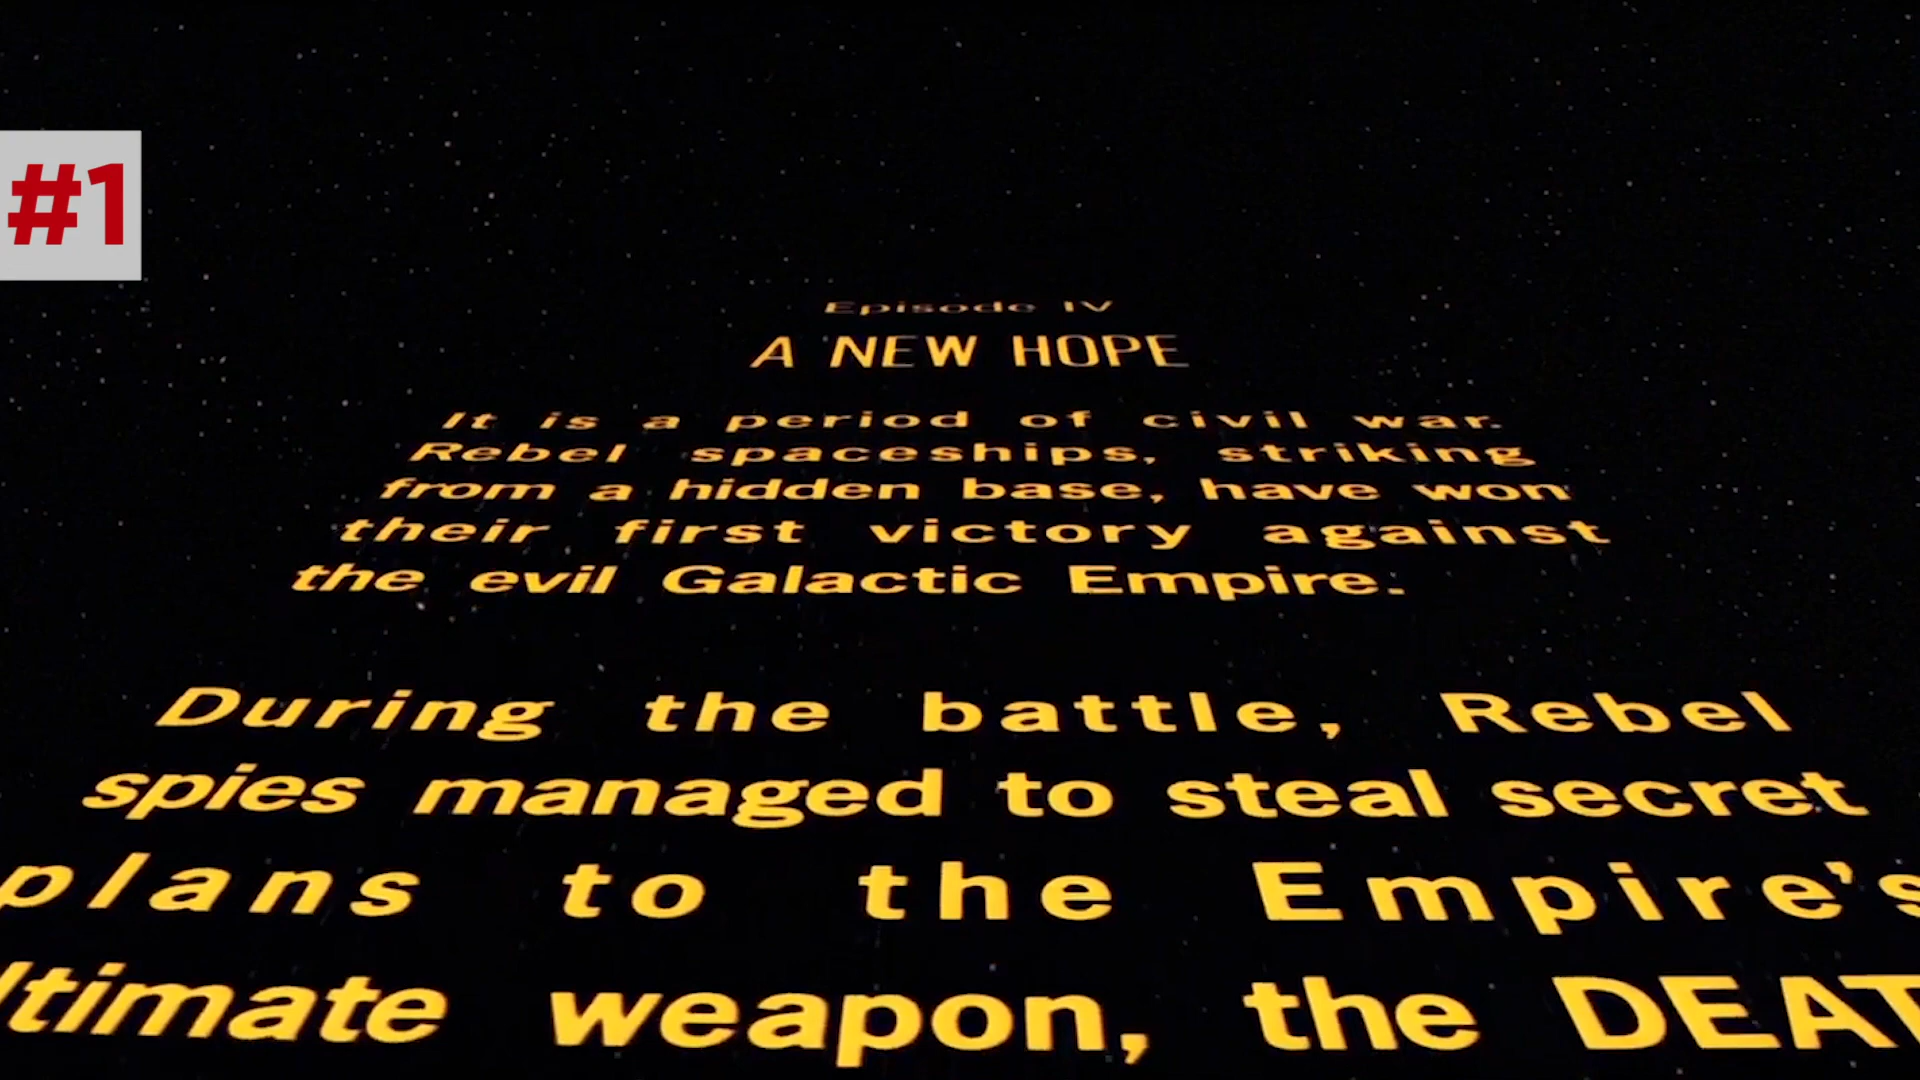 #1
Episode IV
A NEW HOPE
It is a period of civil war.
Rebel spaceships, striking
from a hidden base, have won
their first victory against
the evil Galactic Empire.
During the battle, Rebel
spies managed to steal secret
plans to the Empire's
ltimate weapon, the DEAT